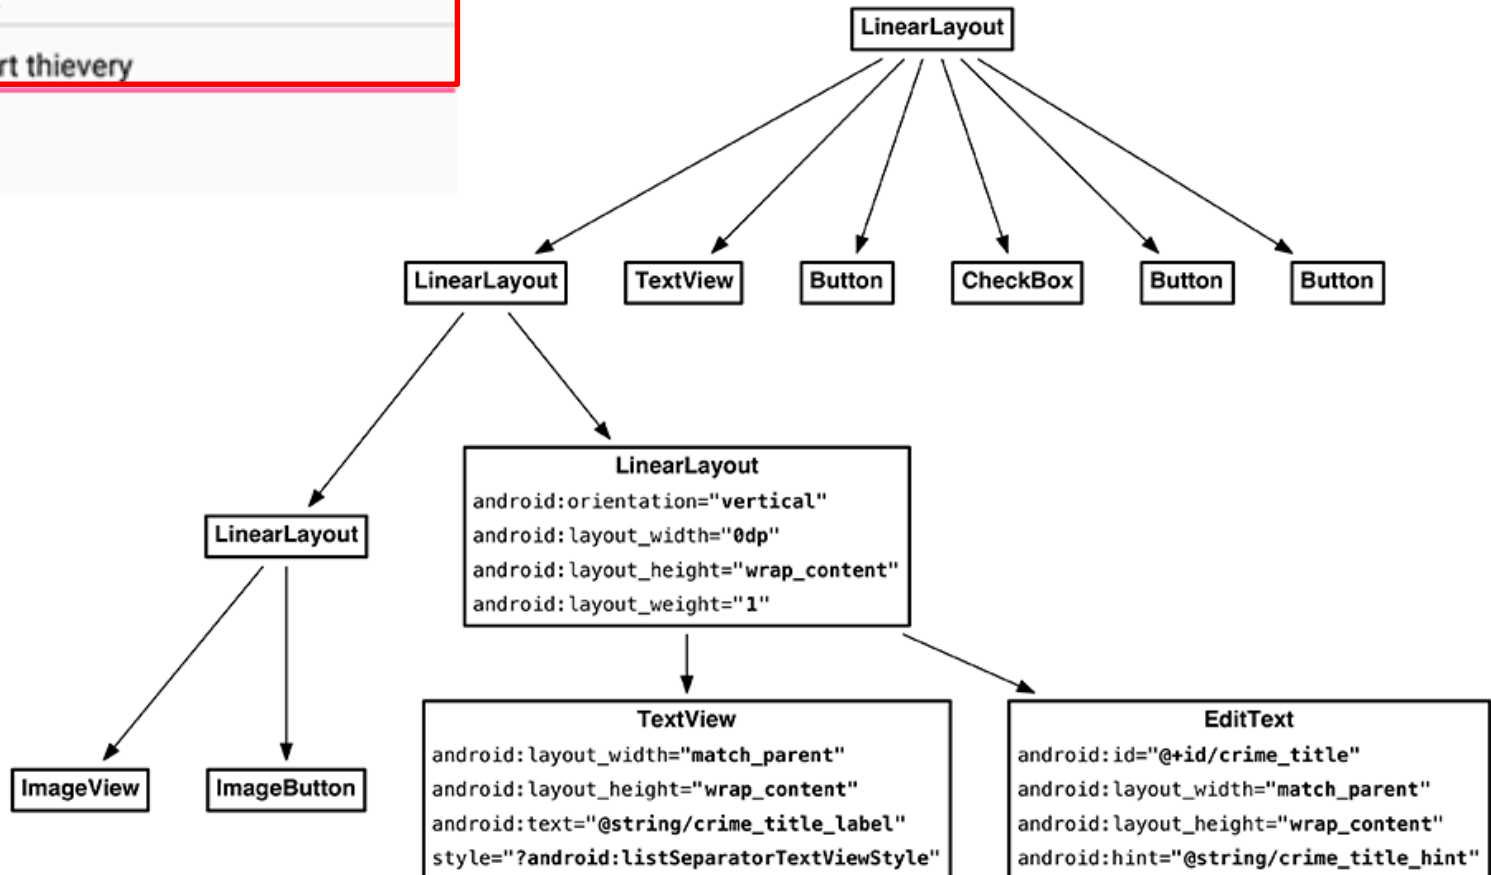 rt thievery
LinearLayout
LinearLayout
TextView
Button
CheckBox
Button
Button
LinearLayout
LinearLayout
android:orientation="vertical"
android:layout_width="0dp"
android:layout_height="wrap_content"
android:layout_weight="1"
ImageView
ImageButton
TextView
android:layout_width="match_parent"
android:layout_height="wrap_content"
android:text="@string/crime_title_label"
style="?android:listSeparatorTextViewStyle"
EditText
android:id="@+id/crime_title"
android:layout_width="match_parent"
android:layout_height="wrap_content"
android:hint="@string/crime_title_hint"